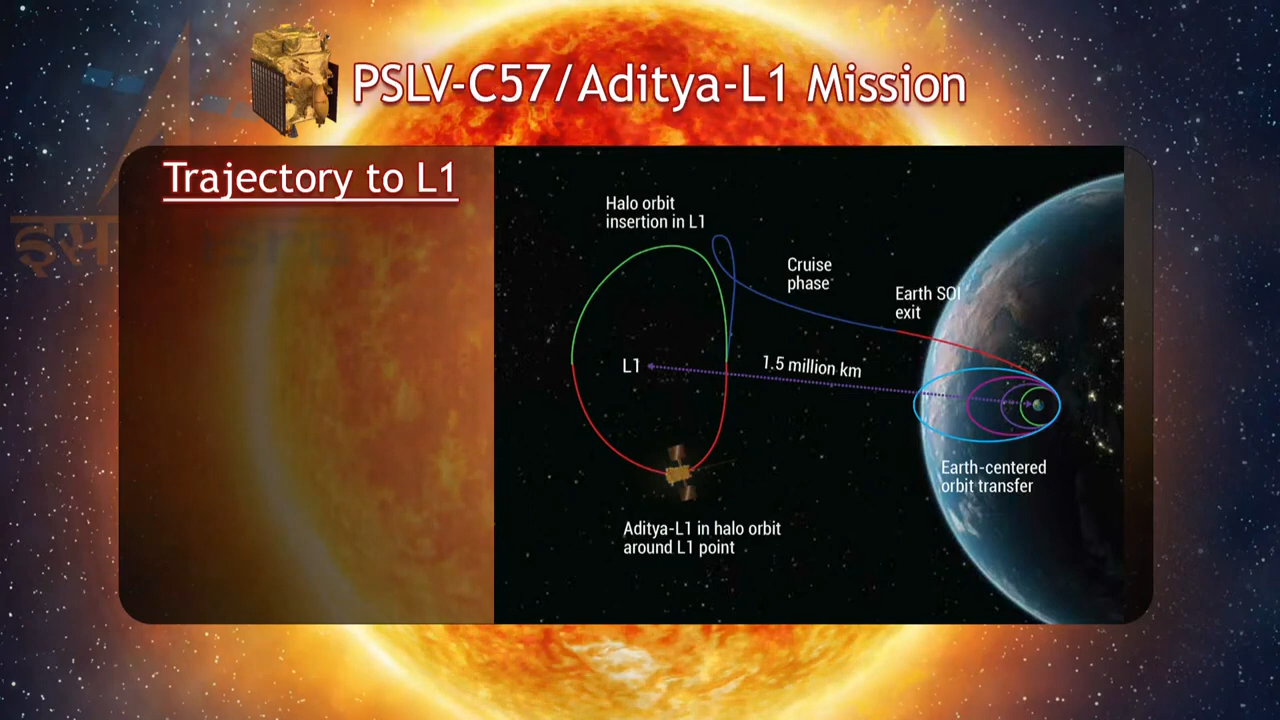 PSLV-C57/Aditya-L1 Mission
Trajectory to L1
Halo orbit
insertion in L1
Cruise
phase
Earth SOI
exit
L1
1.5 million km
Earth-centered
orbit transfer
Aditya-L1 in halo orbit
around L1 point